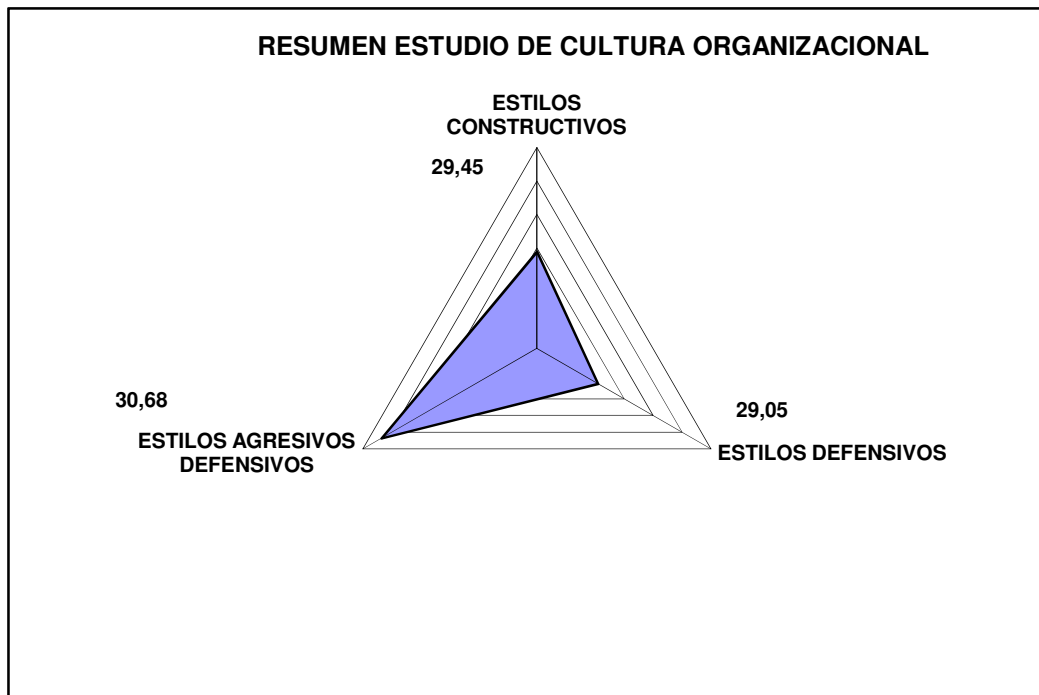 RESUMEN ESTUDIO DE CULTURA ORGANIZACIONAL
ESTILOS
CONSTRUCTIVOS
29,45
30,68
ESTILOS AGRESIVOS
DEFENSIVOS
29,05
ESTILOS DEFENSIVOS